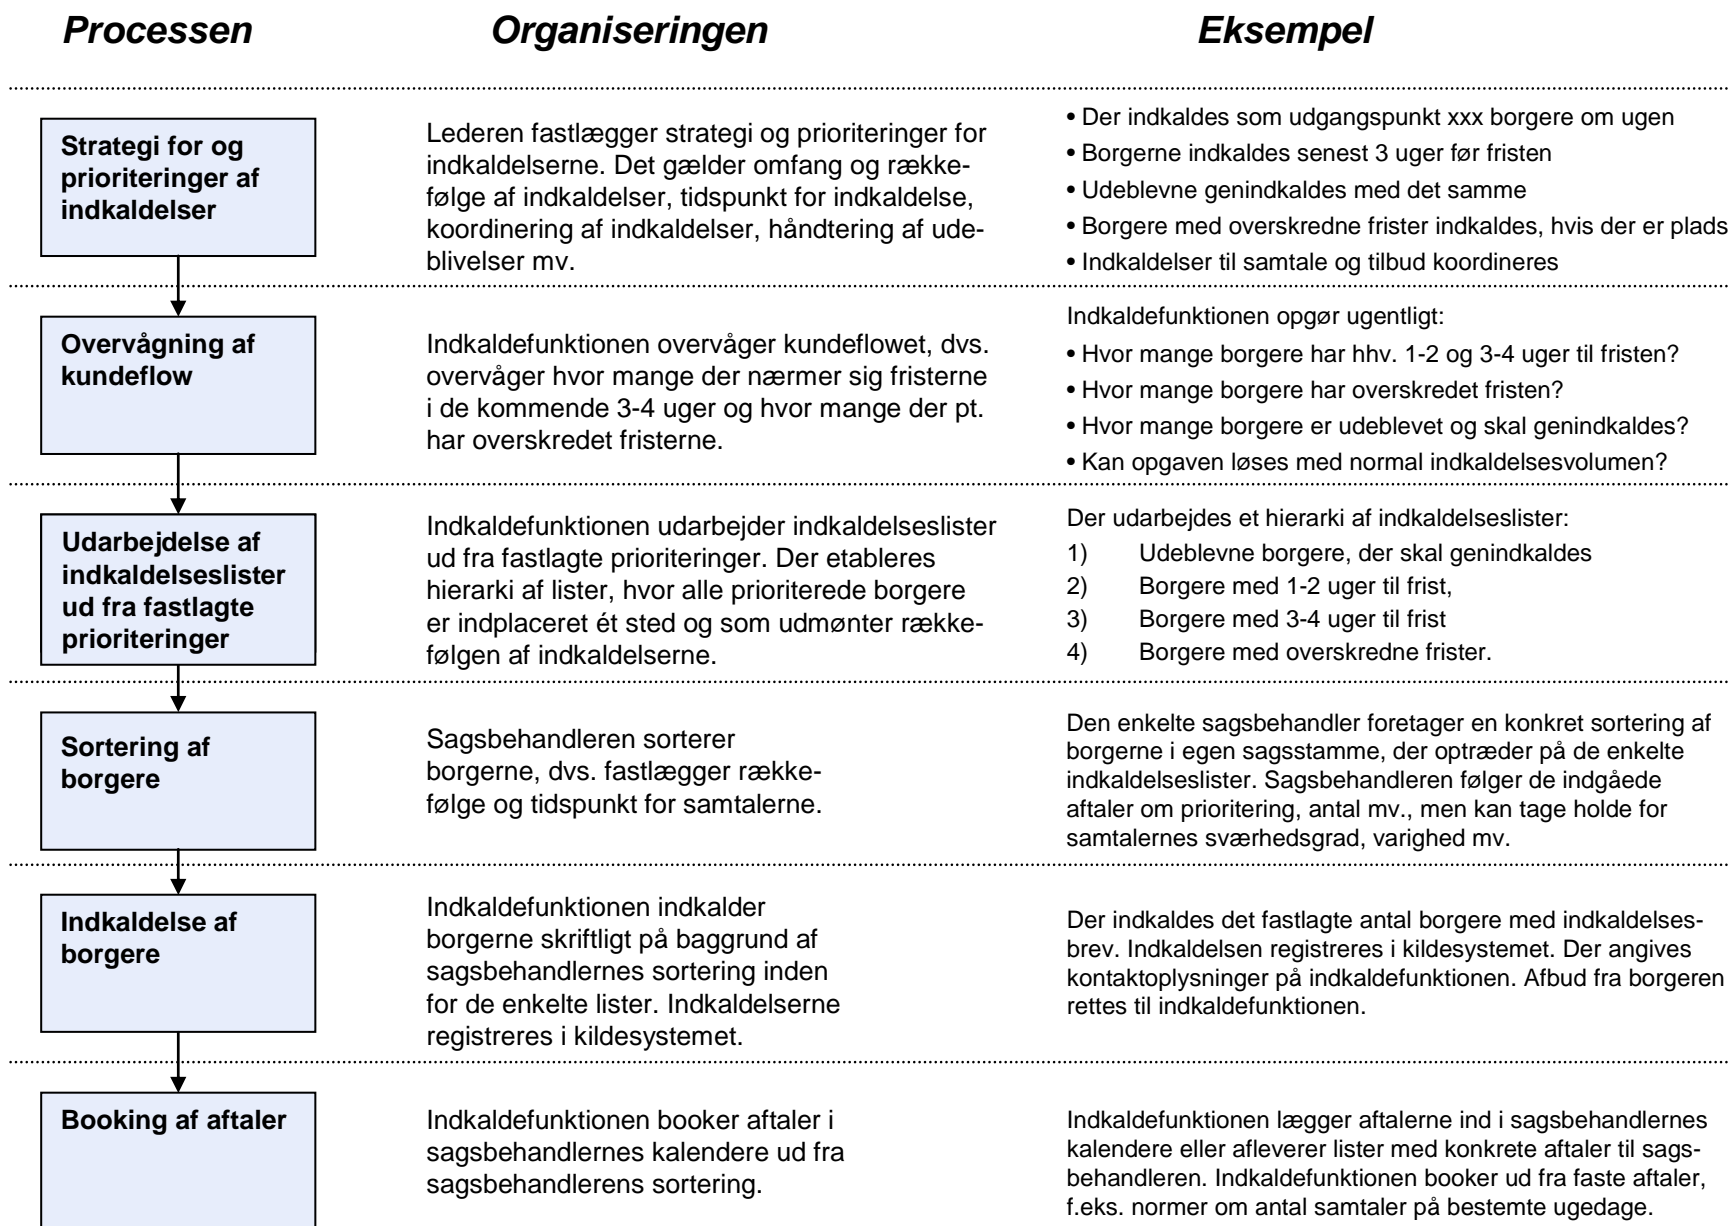 Processen
Organiseringen
Eksempel
Strategi for og
prioriteringer af
indkaldelser
Lederen fastlægger strategi og prioriteringer for
indkaldelserne. Det gælder omfang og række-
følge af indkaldelser, tidspunkt for indkaldelse,
koordinering af indkaldelser, håndtering af ude-
blivelser mv.
• Der indkaldes som udgangspunkt xxx borgere om ugen
• Borgerne indkaldes senest 3 uger før fristen
• Udeblevne genindkaldes med det samme
• Borgere med overskredne frister indkaldes, hvis der er plads
• Indkaldelser til samtale og tilbud koordineres
Overvågning af
kundeflow
Indkaldefunktionen overvåger kundeflowet, dvs.
overvåger hvor mange der nærmer sig fristerne
i de kommende 3-4 uger og hvor mange der pt.
har overskredet fristerne.
Indkaldefunktionen opgør ugentligt:
• Hvor mange borgere har hhv. 1-2 og 3-4 uger til fristen?
• Hvor mange borgere har overskredet fristen?
• Hvor mange borgere er udeblevet og skal genindkaldes?
• Kan opgaven løses med normal indkaldelsesvolumen?
Udarbejdelse af
indkaldelseslister
ud fra fastlagte
prioriteringer
Indkaldefunktionen udarbejder indkaldelseslister
ud fra fastlagte prioriteringer. Der etableres
hierarki af lister, hvor alle prioriterede borgere
er indplaceret ét sted og som udmønter række-
følgen af indkaldelserne.
Der udarbejdes et hierarki af indkaldelseslister:
1) Udeblevne borgere, der skal genindkaldes
2) Borgere med 1-2 uger til frist,
3) Borgere med 3-4 uger til frist
4) Borgere med overskredne frister.
Sortering af
borgere
Sagsbehandleren sorterer
borgerne, dvs. fastlægger række-
følge og tidspunkt for samtalerne.
Den enkelte sagsbehandler foretager en konkret sortering af
borgerne i egen sagsstamme, der optræder på de enkelte
indkaldelseslister. Sagsbehandleren følger de indgåede
aftaler om prioritering, antal mv., men kan tage holde for
samtalernes sværhedsgrad, varighed mv.
Indkaldelse af
borgere
Indkaldefunktionen indkalder
borgerne skriftligt på baggrund af
sagsbehandlernes sortering inden
for de enkelte lister. Indkaldelserne
registreres i kildesystemet.
Der indkaldes det fastlagte antal borgere med indkaldelses-
brev. Indkaldelsen registreres i kildesystemet. Der angives
kontaktoplysninger på indkaldefunktionen. Afbud fra borgeren
rettes til indkaldefunktionen.
Booking af aftaler
Indkaldefunktionen booker aftaler i
sagsbehandlernes kalendere ud fra
sagsbehandlerens sortering.
Indkaldefunktionen lægger aftalerne ind i sagsbehandlernes
kalendere eller afleverer lister med konkrete aftaler til sags-
behandleren. Indkaldefunktionen booker ud fra faste aftaler,
f.eks. normer om antal samtaler på bestemte ugedage.